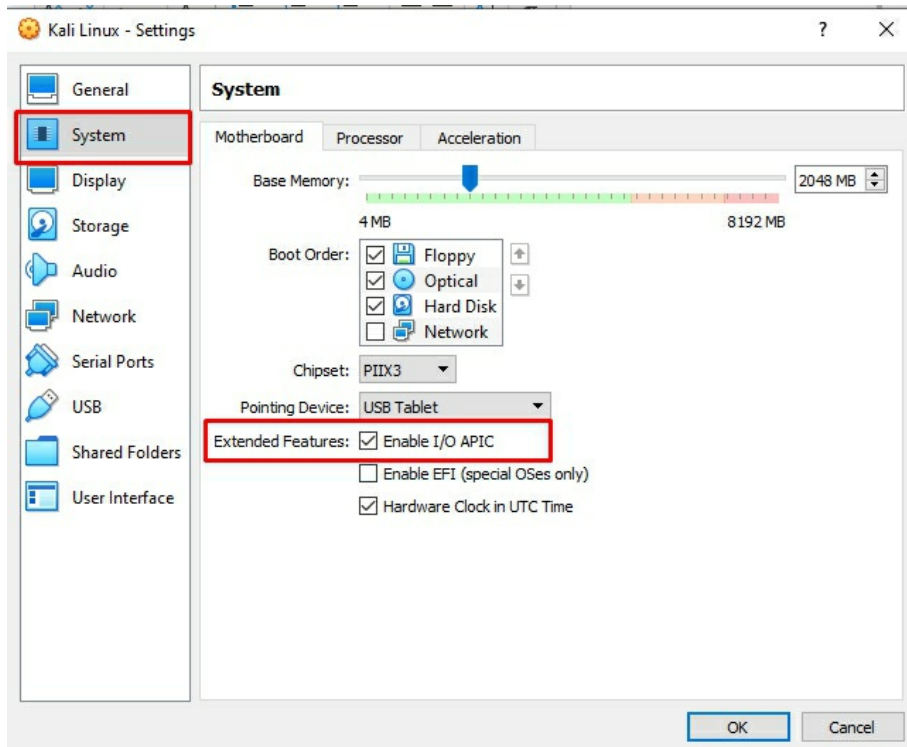 Kali Linux - Settings
? ×
General
System
Display
Storage
Audio
Network
Serial Ports
USB
Shared Folders
User Interface
System
Motherboard Processor Acceleration
Base Memory: 2048 MB
4 MB 8192 MB
Boot Order: Floppy
Optical
Hard Disk
Network
Chipset: PIIX3
Pointing Device: USB Tablet
Extended Features: Enable I/O APIC
Enable EFI (special OSes only)
Hardware Clock in UTC Time
OK Cancel